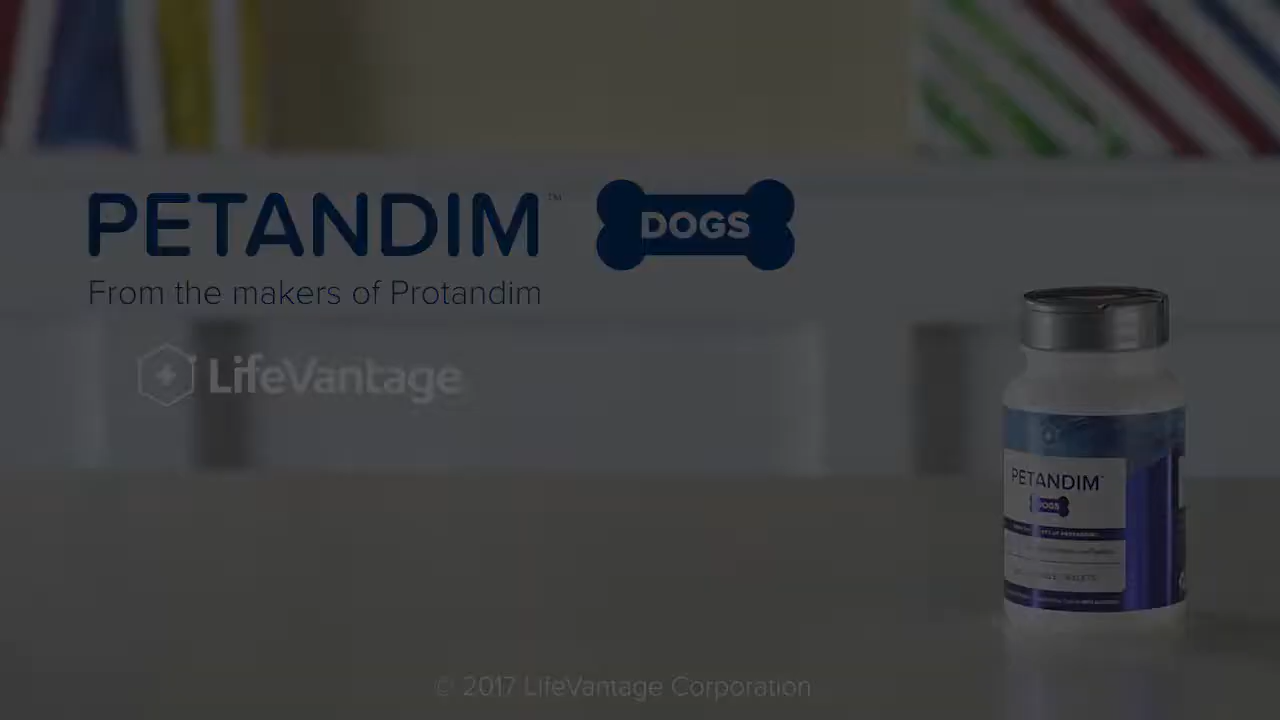 PETANDIM™ DOGS
From the makers of Protandim
LifeVantage
PETANDIM™
DOGS
© 2017 LifeVantage Corporation